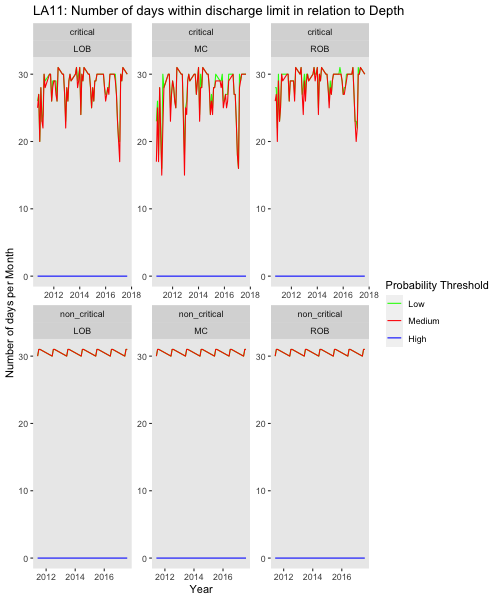 LA11: Number of days within discharge limit in relation to Depth
critical critical critical
LOB MC ROB
30
20
10
0
2012 2014 2016 2018 2012 2014 2016 2018 2012 2014 2016 2018
Number of days per Month
non_critical non_critical non_critical
LOB MC ROB
30
20
10
0
2012 2014 2016 2012 2014 2016 2012 2014 2016
Year
Probability Threshold
Low
Medium
High